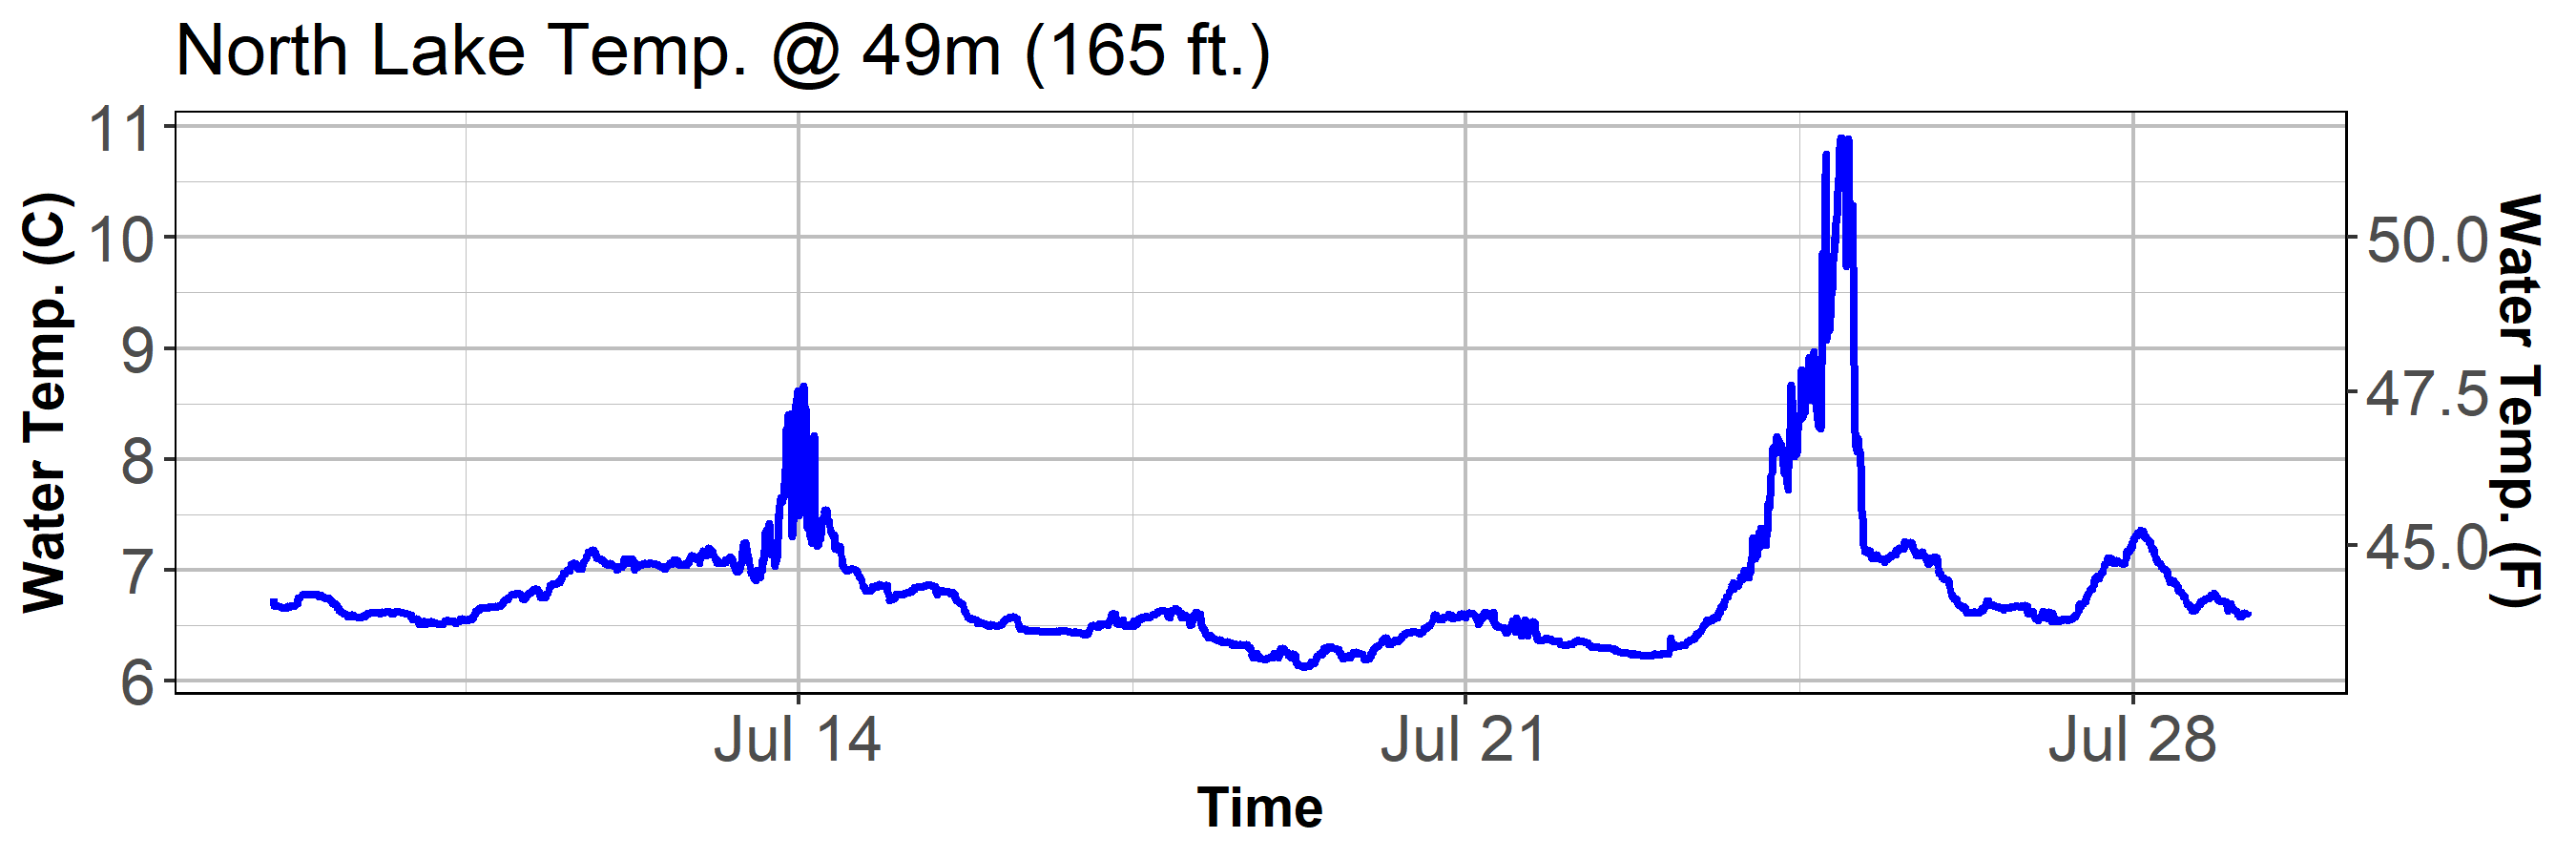 North Lake Temp. @ 49m (165 ft.)
Water Temp. (C)
11
10
9
8
7
6
50.0
47.5
45.0
Water Temp. (F)
Jul 14
Jul 21
Jul 28
Time